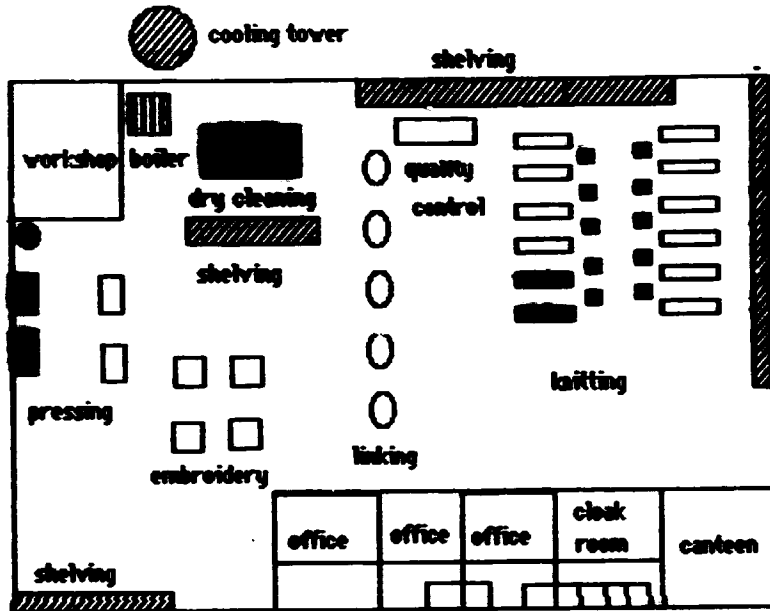 cooling tower
shelving
workshop
boiler
dry cleaning
quality
control
shelving
knitting
pressing
embroidery
linking
office
office
office
cloak
room
canteen
shelving